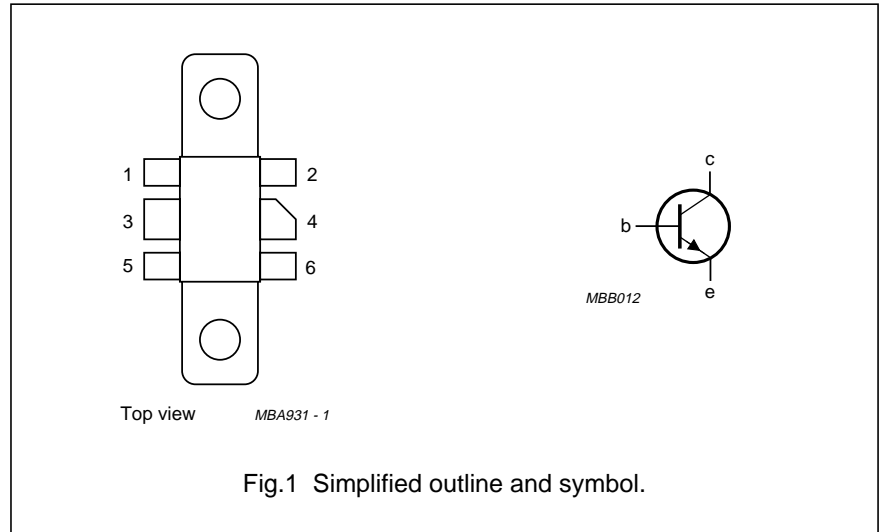 1
2
3
4
5
6
Top view
MBA931 - 1
c
b
e
MBB012
Fig.1 Simplified outline and symbol.